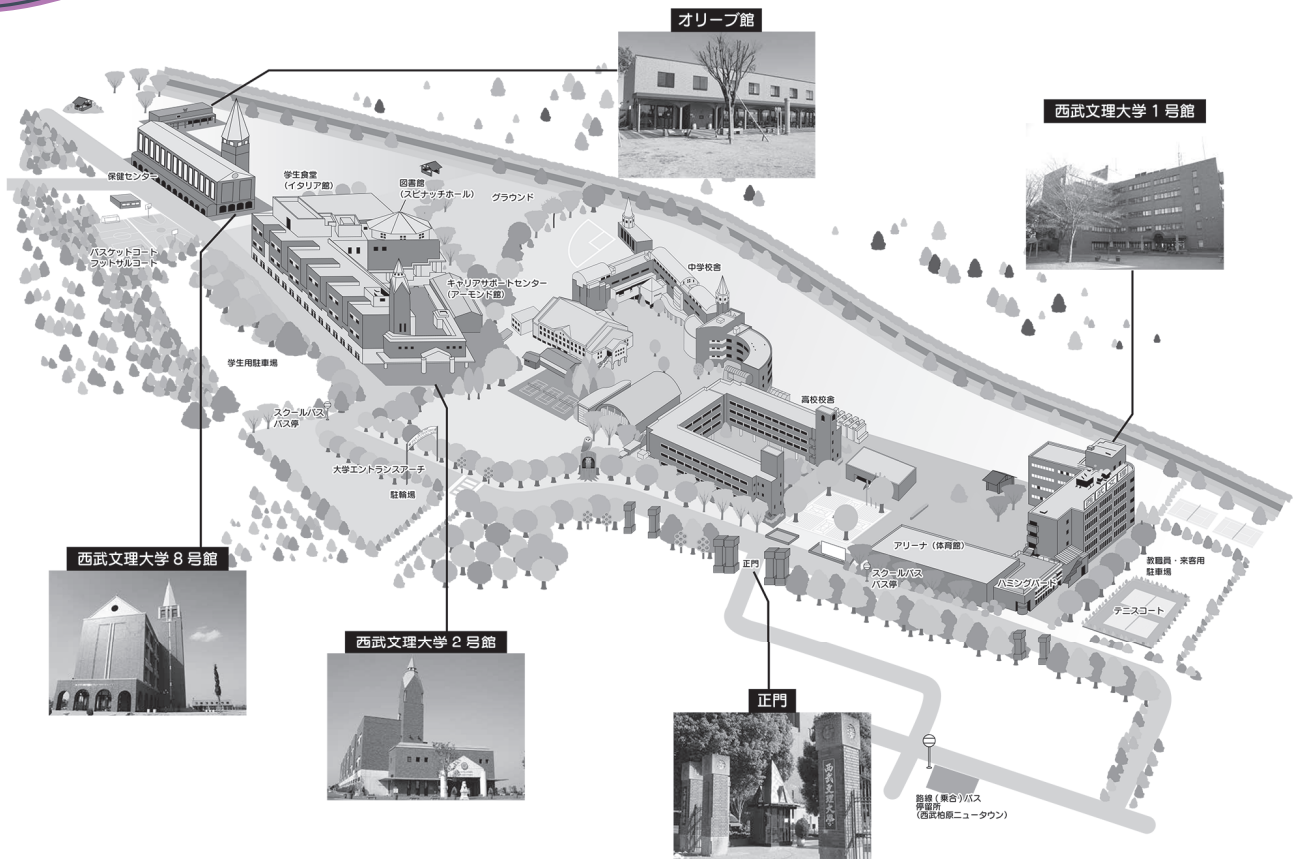 オリーブ館
西武文理大学1号館
保健センター
学生食堂
(イタリア館)
図書館
(スピナッチホール)
グラウンド
バスケットコート
フットサルコート
キャリアサポートセンター
(アーモンド館)
中学校舎
学生用駐車場
高校校舎
スクールバス
バス停
大学エントランスアーチ
駐輪場
西武文理大学8号館
正門
アリーナ(体育館)
スクールバス
バス停
ハミングバード
教職員・来客用
駐車場
テニスコート
西武文理大学2号館
正門
西武文理大學
路線(乗合)バス
停留所
(西武柏原ニュータウン)